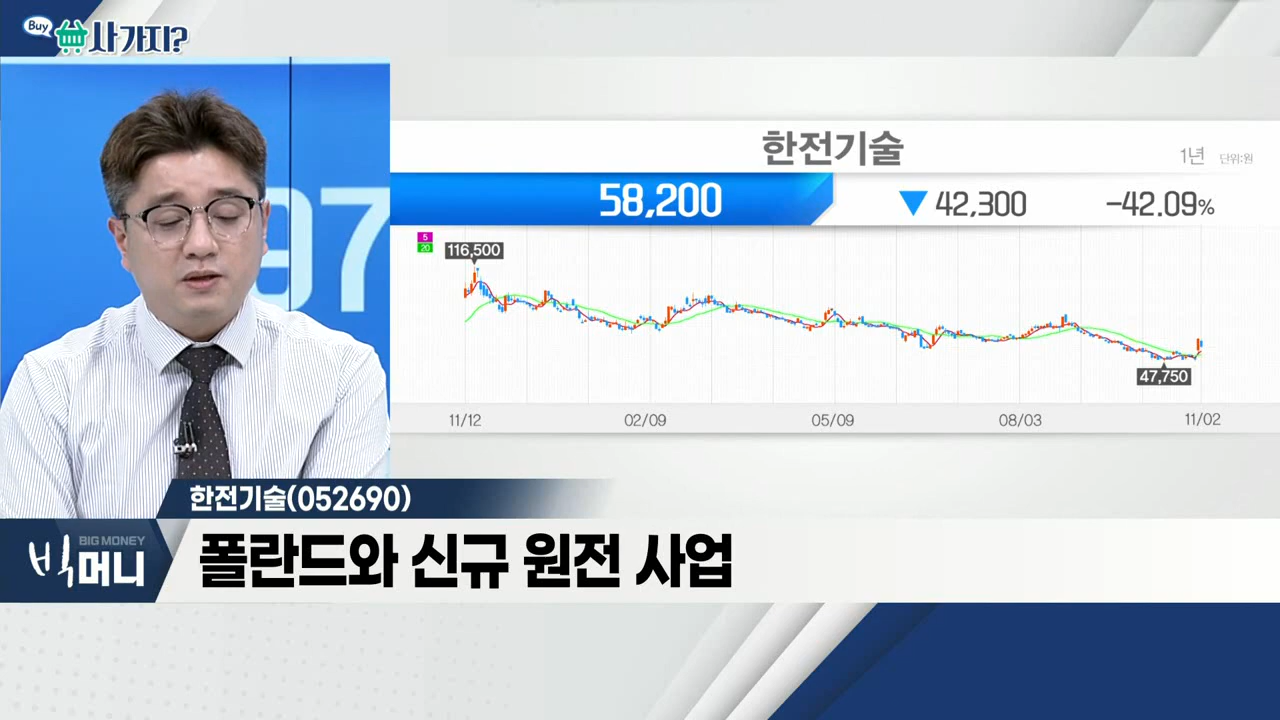 Buy
사가지?
97
한전기술
1년 단위:원
58,200 ▼42,300 -42.09%
5
20
116,500
47,750
11/12 02/09 05/09 08/03 11/02
한전기술(052690)
BIG MONEY
빅머니
폴란드와 신규 원전 사업